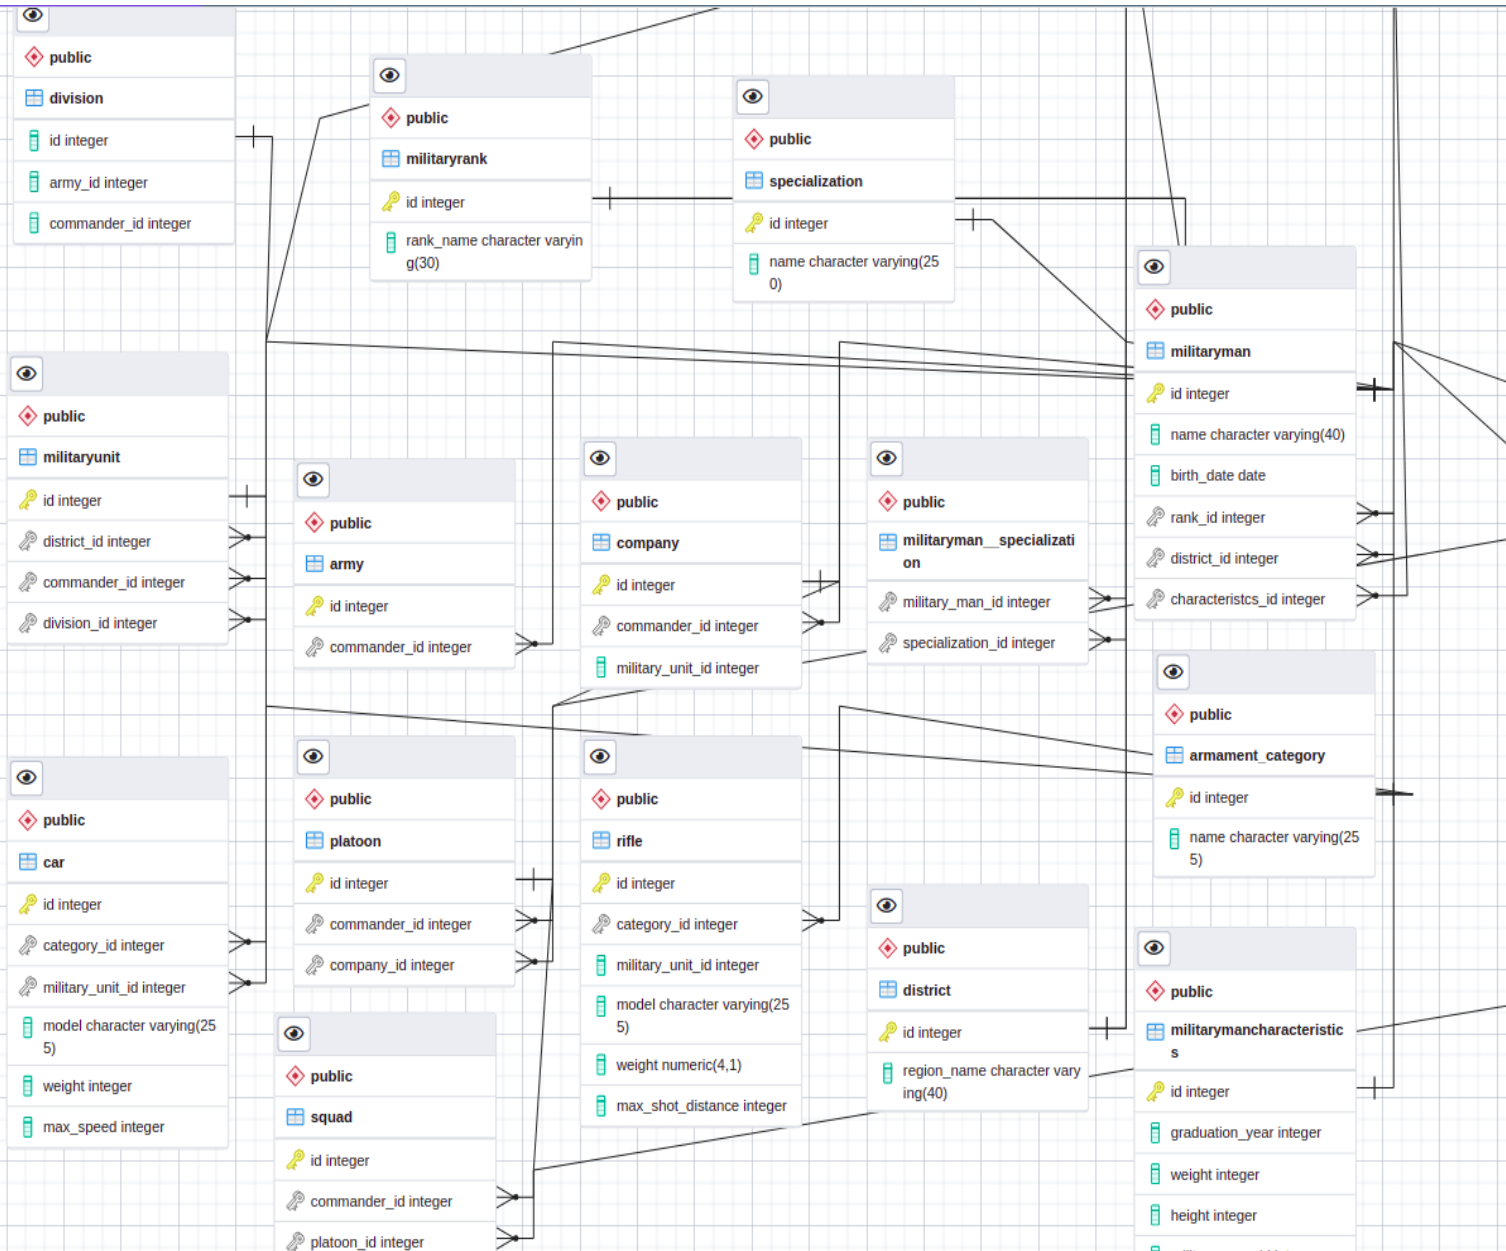 public
division
id integer
army_id integer
commander_id integer
public
militaryrank
id integer
rank_name character varyin
g(30)
public
specialization
id integer
name character varying(25
0)
public
militaryman
id integer
name character varying(40)
birth_date date
rank_id integer
district_id integer
characteristcs_id integer
public
militaryunit
id integer
district_id integer
commander_id integer
division_id integer
public
army
id integer
commander_id integer
public
company
id integer
commander_id integer
military_unit_id integer
public
militaryman__specializati
on
military_man_id integer
specialization_id integer
public
armament_category
id integer
name character varying(25
5)
public
car
id integer
category_id integer
military_unit_id integer
model character varying(25
5)
weight integer
max_speed integer
public
platoon
id integer
commander_id integer
company_id integer
public
rifle
id integer
category_id integer
military_unit_id integer
model character varying(25
5)
weight numeric(4,1)
max_shot_distance integer
public
district
id integer
region_name character vary
ing(40)
public
militarymancharacteristic
s
id integer
graduation_year integer
weight integer
height integer
public
squad
id integer
commander_id integer
platoon_id integer